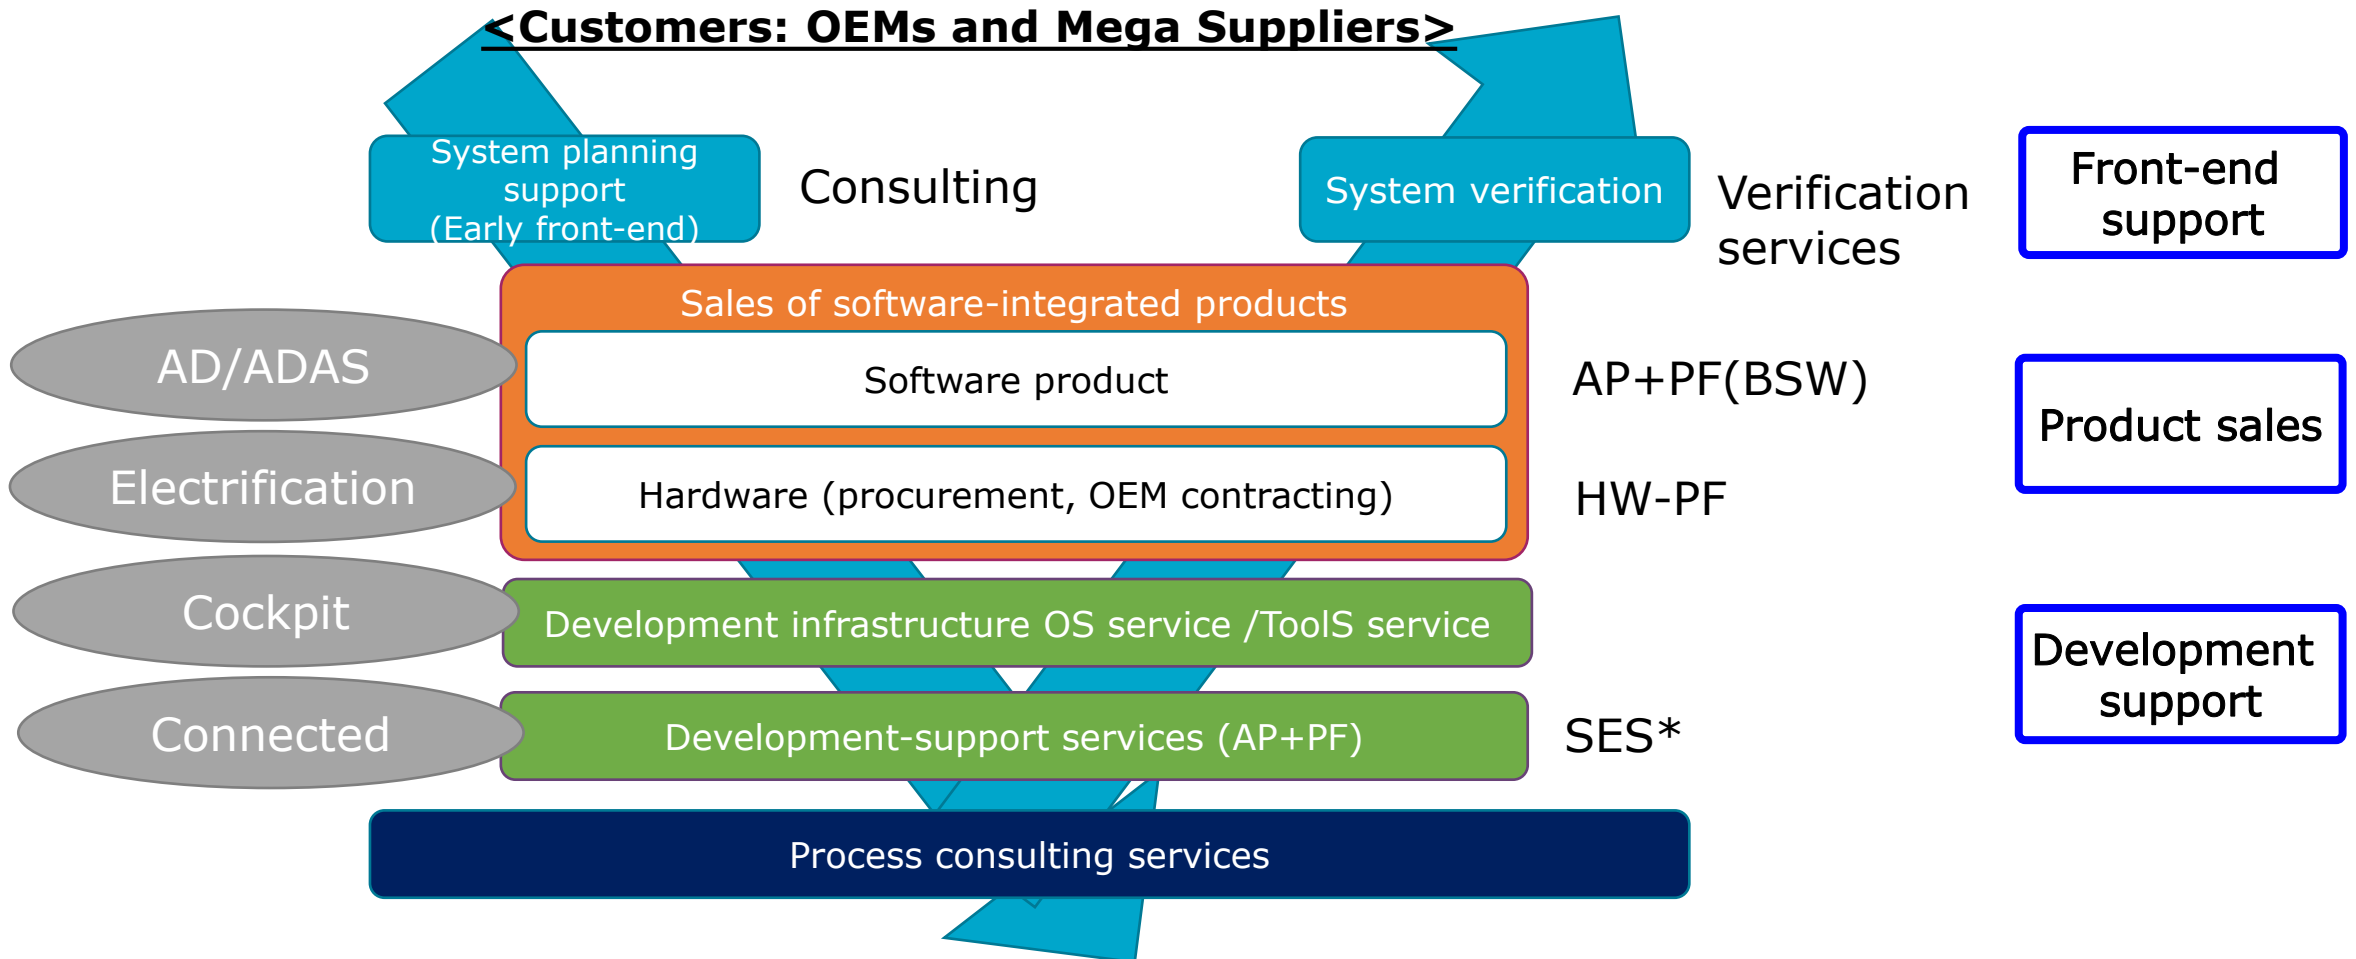 <Customers: OEMs and Mega Suppliers>
System planning
support
(Early front-end)
Consulting
System verification
Verification
services
Front-end
support
Sales of software-integrated products
AD/ADAS
Software product
AP+PF(BSW)
Product sales
Electrification
Hardware (procurement, OEM contracting)
HW-PF
Cockpit
Development infrastructure OS service /ToolS service
Development
support
Connected
Development-support services (AP+PF)
SES*
Process consulting services